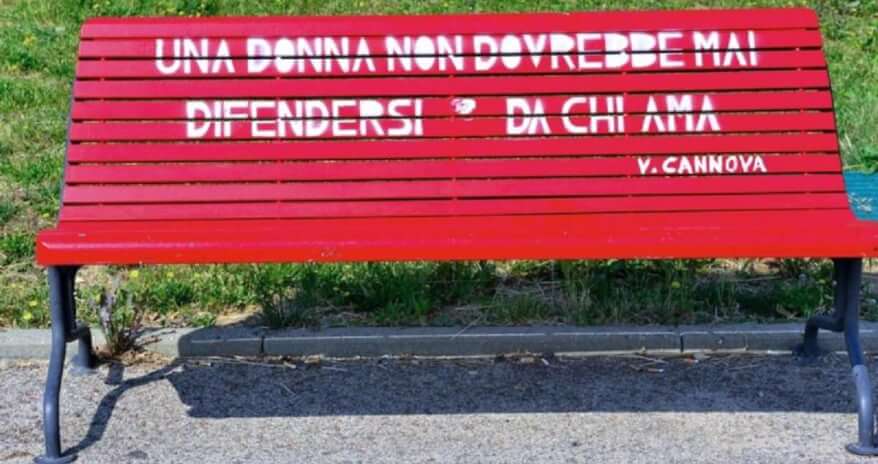 UNA DONNA NON DOVREBBE MAI
DIFENDERSI DA CHI AMA
V. CANNOVA